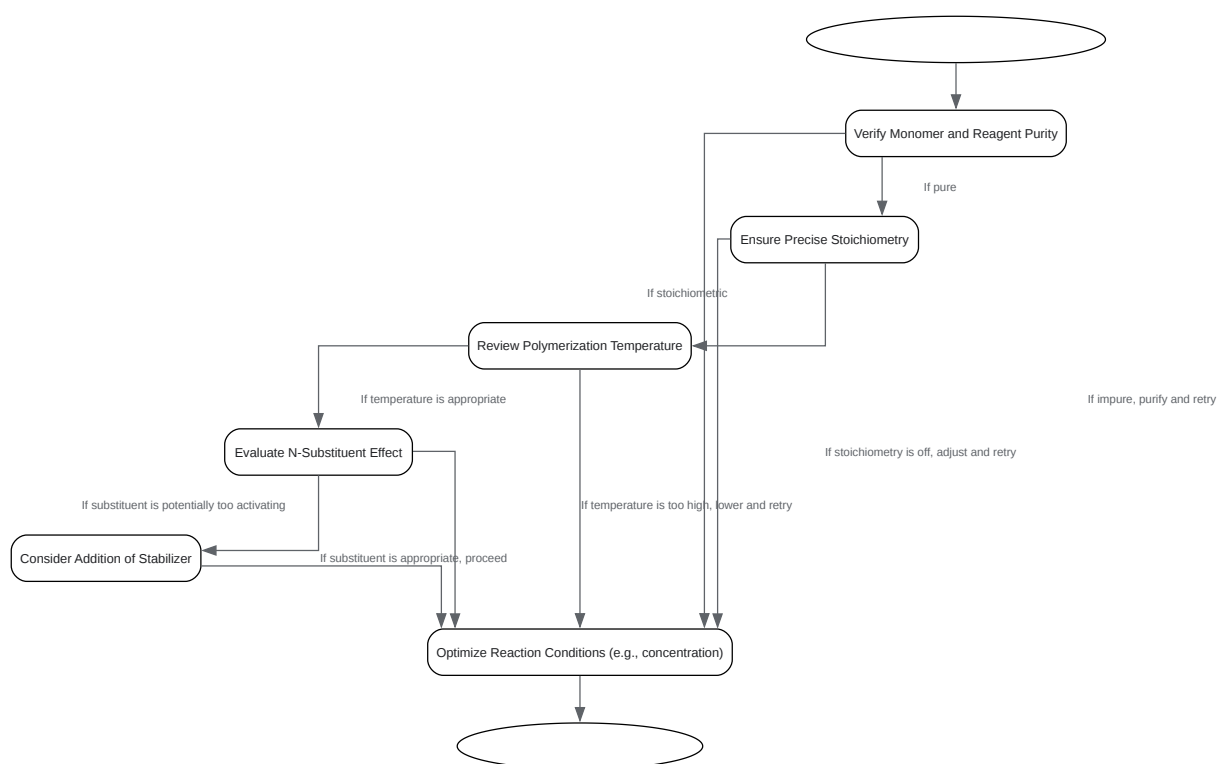 Verify Monomer and Reagent Purity
If pure
Ensure Precise Stoichiometry
If stoichiometric
Review Polymerization Temperature
If temperature is appropriate
If impure, purify and retry
Evaluate N-Substituent Effect
If stoichiometry is off, adjust and retry
If substituent is potentially too activating
If temperature is too high, lower and retry
Consider Addition of Stabilizer
If substituent is appropriate, proceed
Optimize Reaction Conditions (e.g., concentration)